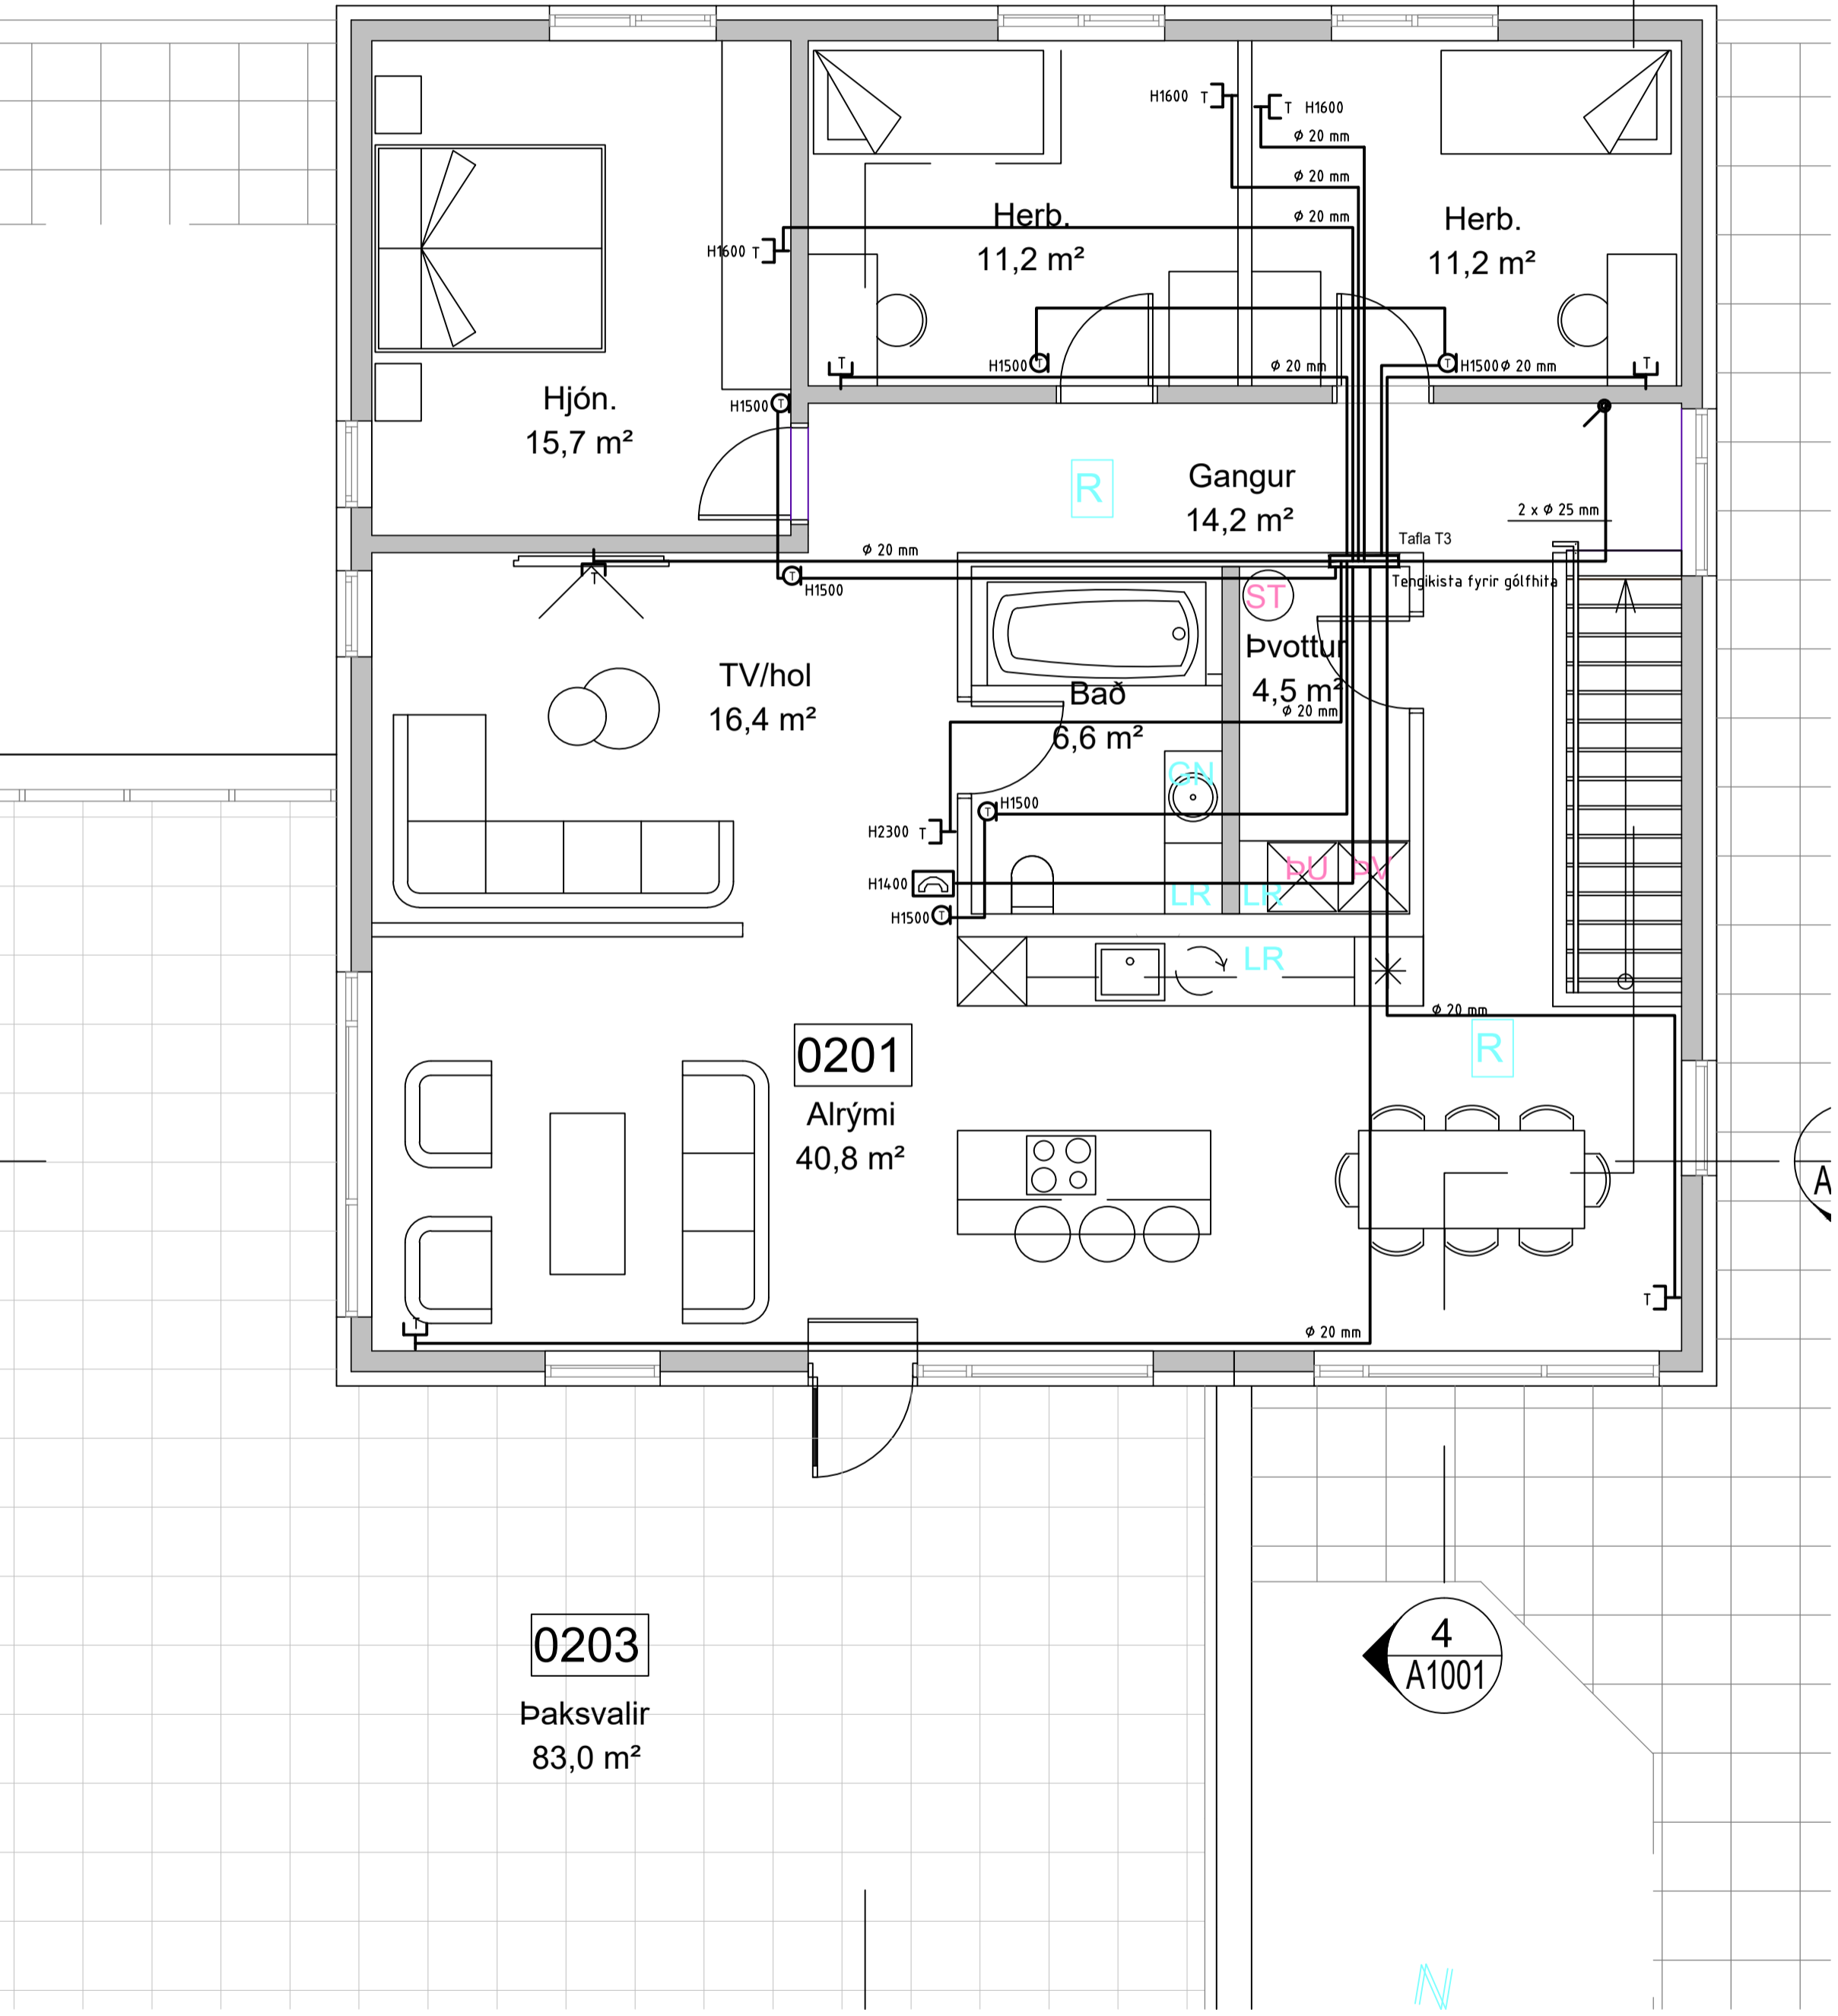 H1600 T
T H1600
Ø 20 mm
Ø 20 mm
Herb.
11,2 m²
Ø 20 mm
Herb.
11,2 m²
H1600 T
H1500 T
T
Ø 20 mm
T H1500
Ø 20 mm
T
Hjón.
15,7 m²
H1500 T
T
R
Gangur
14,2 m²
2 x Ø 25 mm
Ø 20 mm
Tafla T3
T
T
H1500
Tengikista fyrir gólfhita
ST
TV/hol
16,4 m²
Þvottur
4,5 m²
Bað
6,6 m²
Ø 20 mm
GN
T H1500
H2300 T
H1400
ÞU
ÞV
LR
LR
H1500 T
LR
Ø 20 mm
R
0201
Alrými
40,8 m²
A
T
T
Ø 20 mm
0203
Þaksvalir
83,0 m²
4
A1001
N